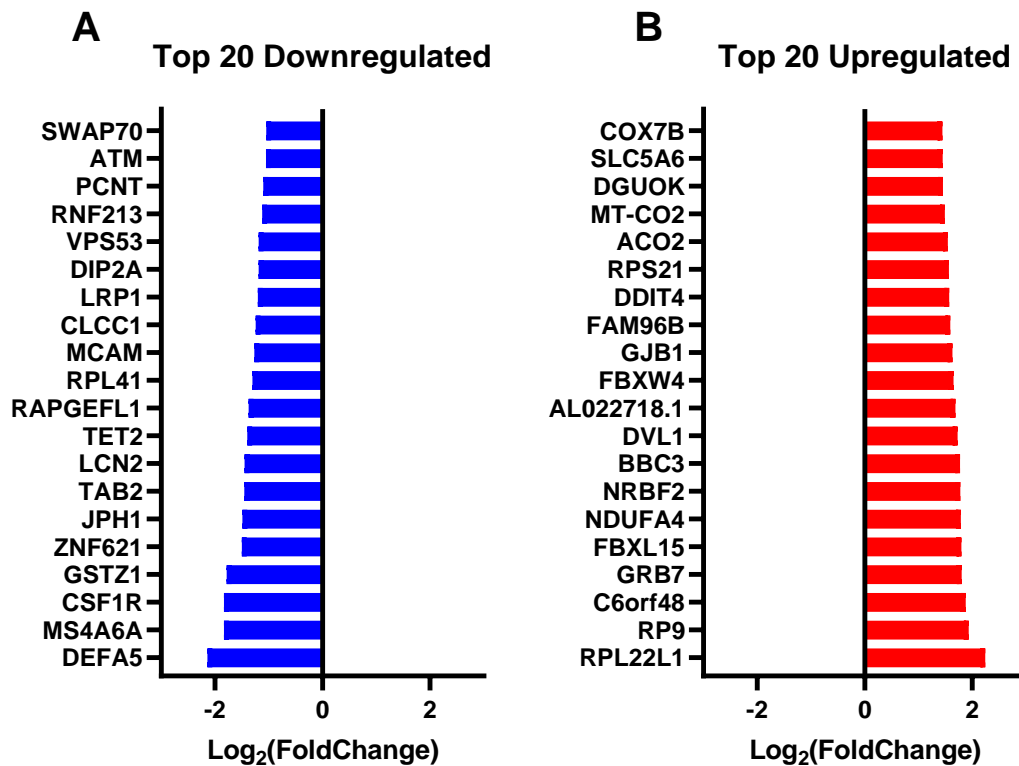 A
Top 20 Downregulated
SWAP70
ATM
PCNT
RNF213
VPS53
DIP2A
LRP1
CLCC1
MCAM
RPL41
RAPGEFL1
TET2
LCN2
TAB2
JPH1
ZNF621
GSTZ1
CSF1R
MS4A6A
DEFA5
-2 0 2
Log₂(FoldChange)
B
Top 20 Upregulated
COX7B
SLC5A6
DGUOK
MT-CO2
ACO2
RPS21
DDIT4
FAM96B
GJB1
FBXW4
AL022718.1
DVL1
BBC3
NRBF2
NDUFA4
FBXL15
GRB7
C6orf48
RP9
RPL22L1
-2 0 2
Log₂(FoldChange)